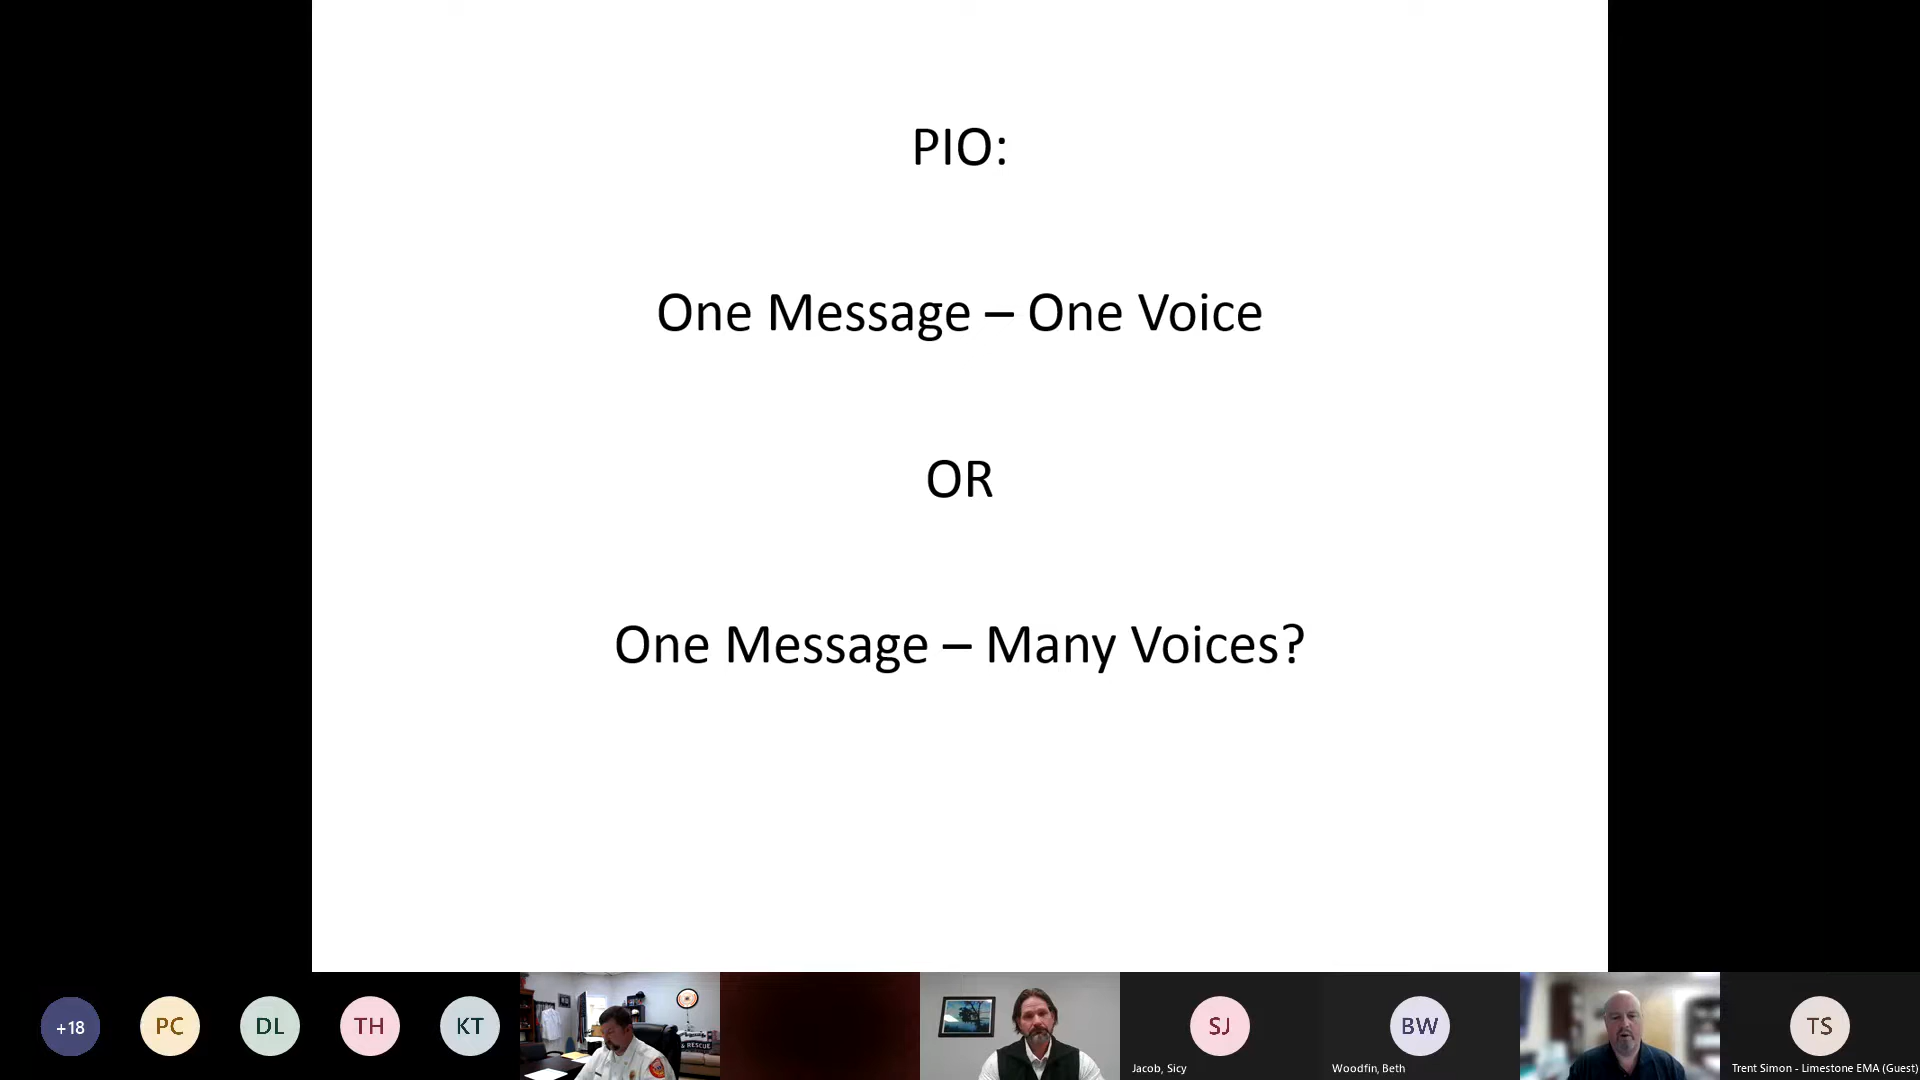 PIO:
One Message – One Voice
OR
One Message – Many Voices?
+18
PC
DL
TH
KT
& RESCUE
SJ
Jacob, Sicy
BW
Woodfin, Beth
TS
Trent Simon - Limestone EMA (Guest)